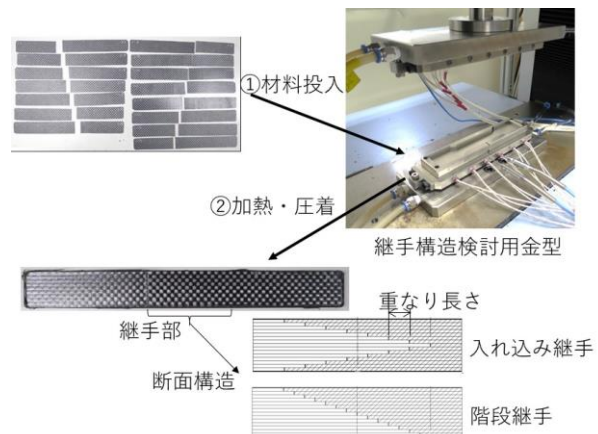 ①材料投入
②加熱・圧着
継手構造検討用金型
継手部
断面構造
重なり長さ
入れ込み継手
階段継手